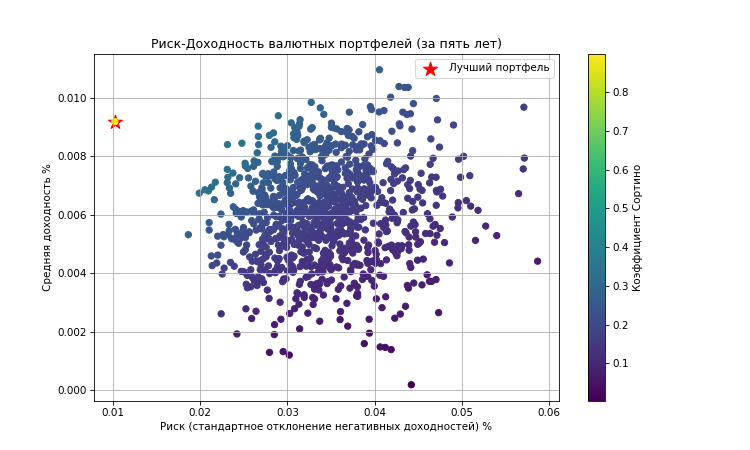 Риск-Доходность валютных портфелей (за пять лет)
Лучший портфель
0.010
0.008
0.006
0.004
0.002
0.000
Средняя доходность %
0.01 0.02 0.03 0.04 0.05 0.06
Риск (стандартное отклонение негативных доходностей) %
0.8
0.7
0.6
0.5
0.4
0.3
0.2
0.1
Коэффициент Сортино